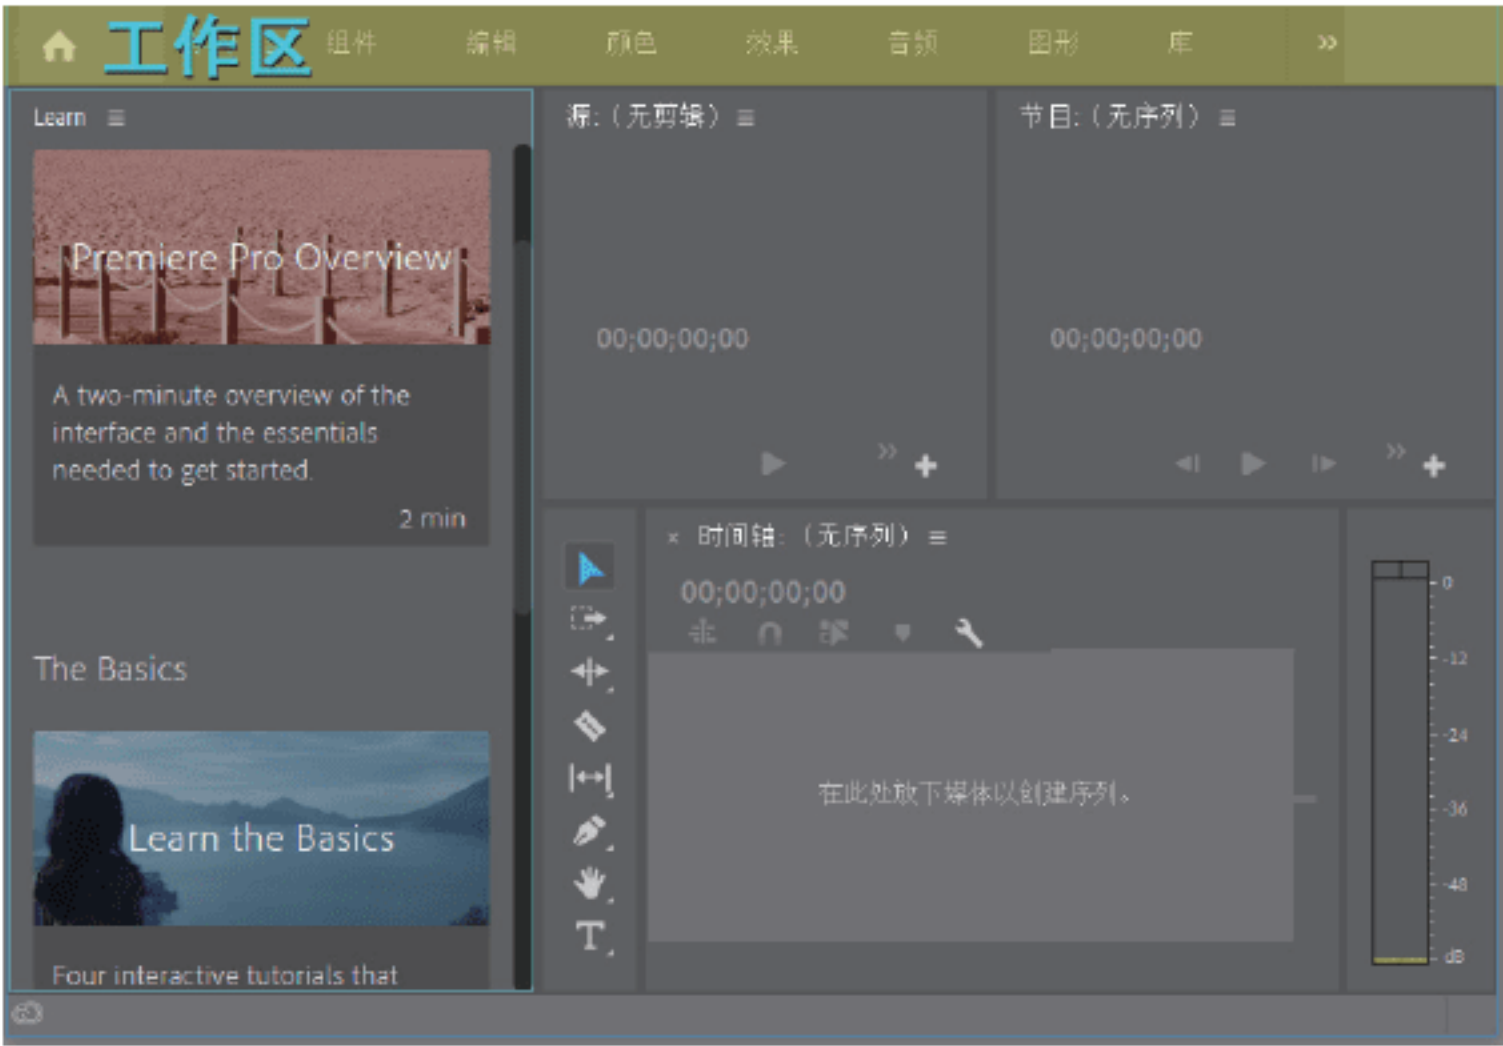 工作区 组件 编辑 颜色 效果 音频 图形 库 »
Learn
Premiere Pro Overview
A two-minute overview of the
interface and the essentials
needed to get started.
2 min
The Basics
Learn the Basics
Four interactive tutorials that
源:（无剪辑）
00;00;00;00
节目:（无序列）
00;00;00;00
× 时间轴:（无序列）
00;00;00;00
在此处放下媒体以创建序列。
T
0
-12
-24
-36
-48
dB